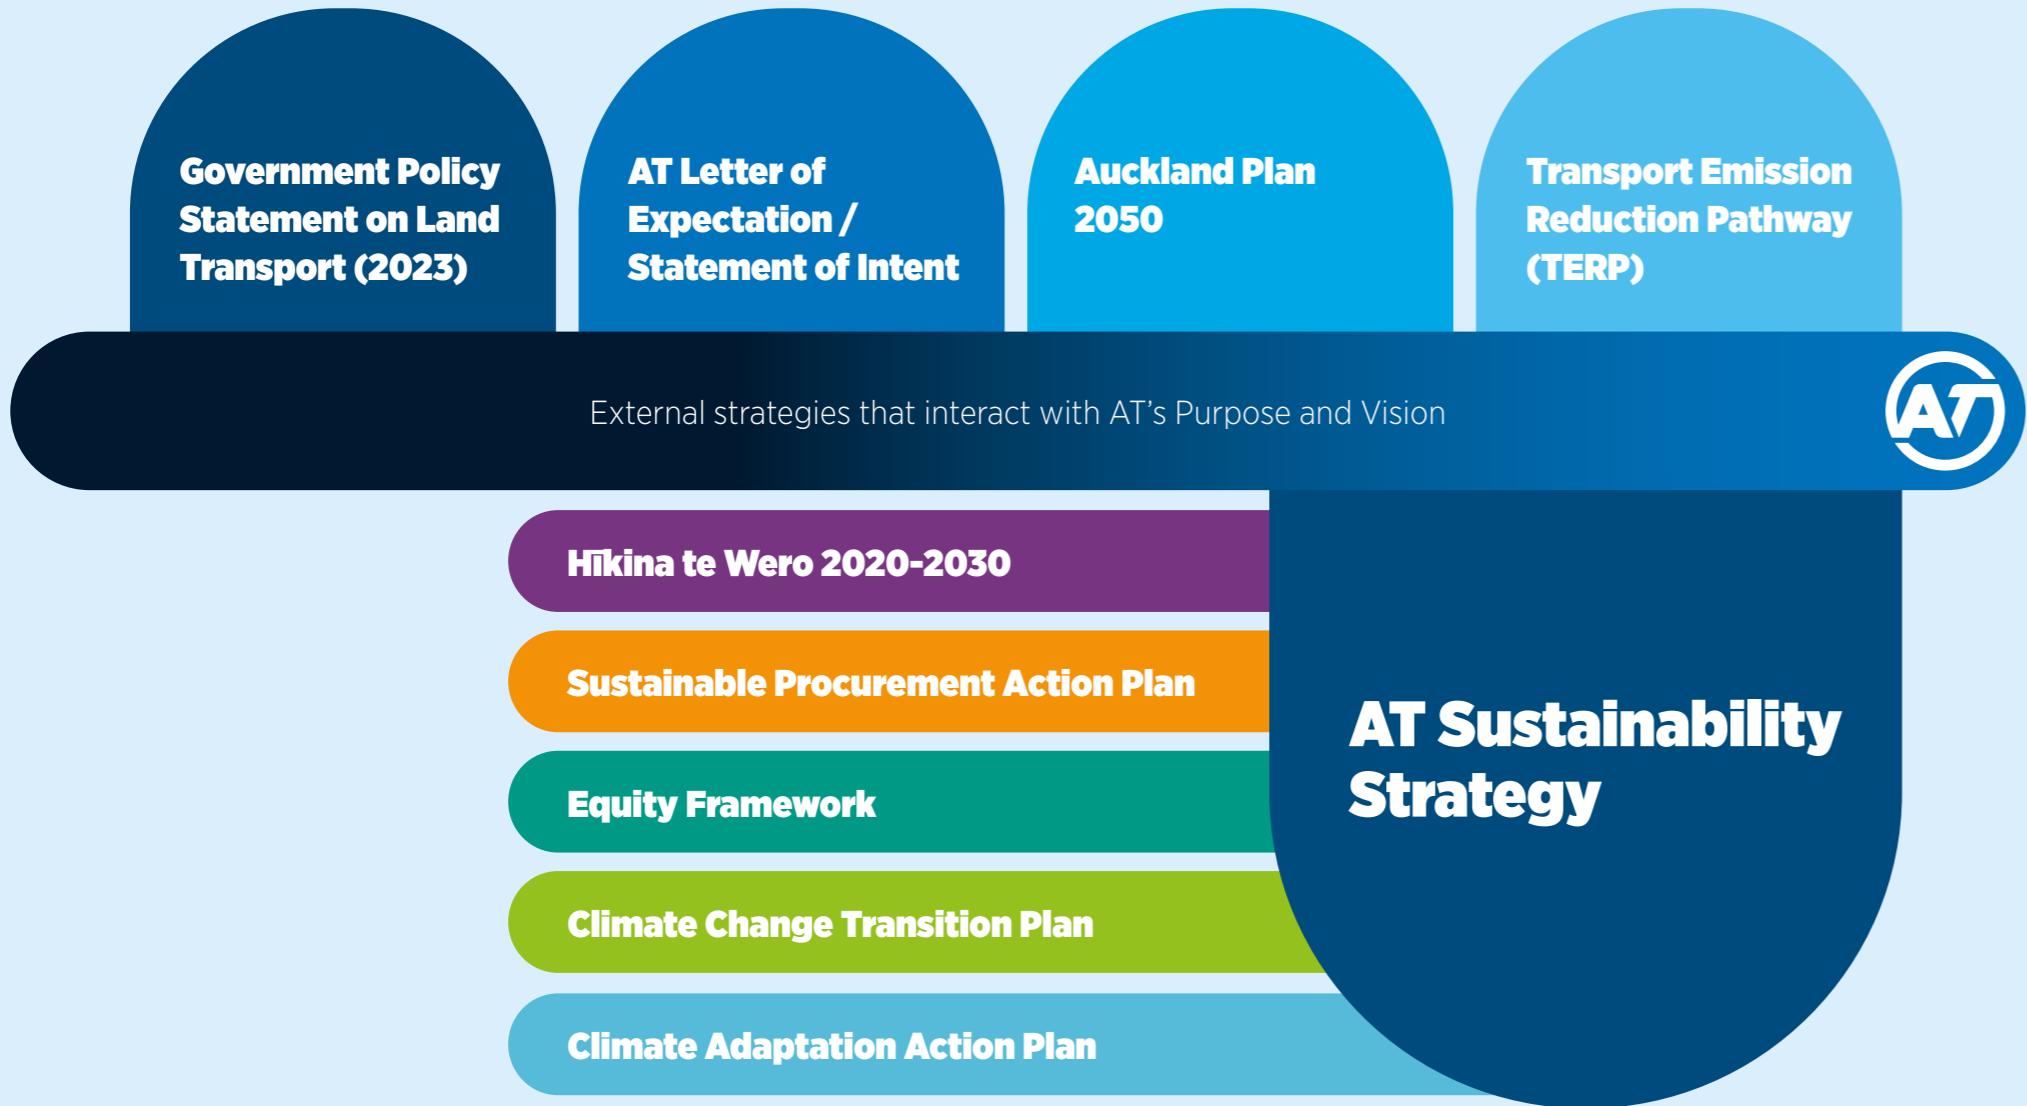 Government Policy
Statement on Land
Transport (2023)
AT Letter of
Expectation /
Statement of Intent
Auckland Plan
2050
Transport Emission
Reduction Pathway
(TERP)
External strategies that interact with AT’s Purpose and Vision
AT
Hīkina te Wero 2020-2030
Sustainable Procurement Action Plan
Equity Framework
Climate Change Transition Plan
Climate Adaptation Action Plan
AT Sustainability
Strategy